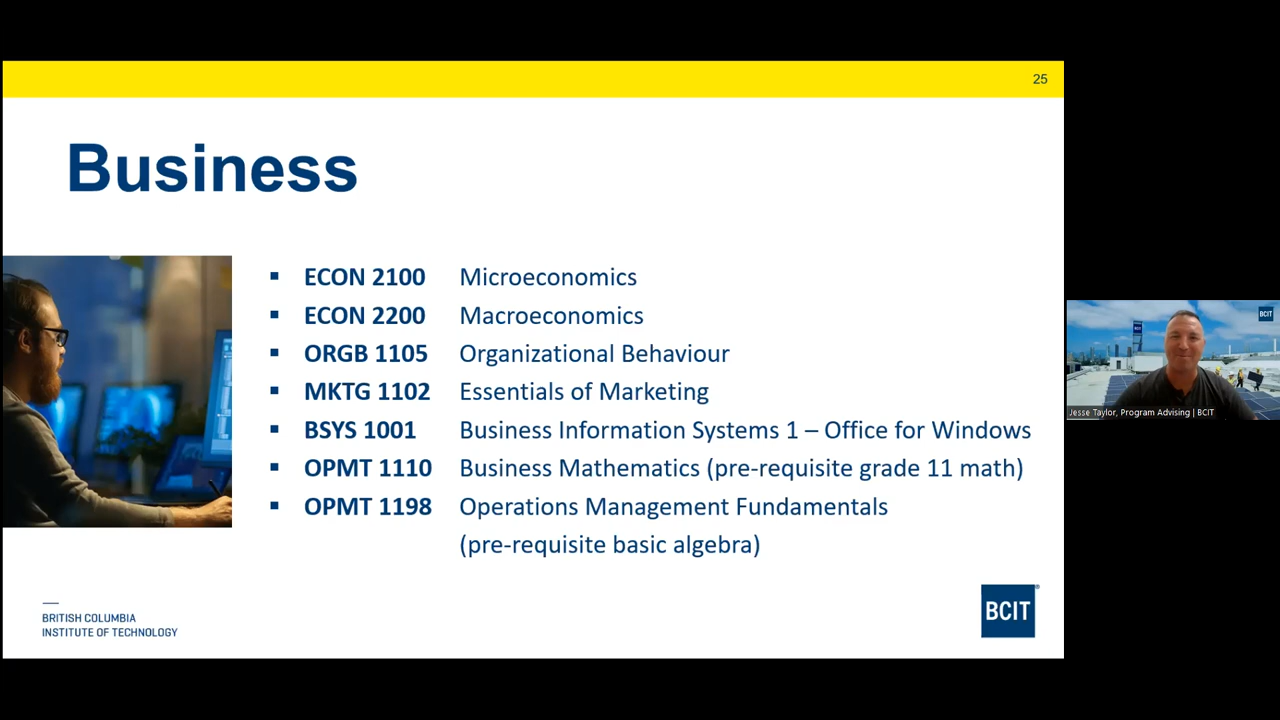 25
Business
▪ ECON 2100 Microeconomics
▪ ECON 2200 Macroeconomics
▪ ORGB 1105 Organizational Behaviour
▪ MKTG 1102 Essentials of Marketing
▪ BSYS 1001 Business Information Systems 1 – Office for Windows
▪ OPMT 1110 Business Mathematics (pre-requisite grade 11 math)
▪ OPMT 1198 Operations Management Fundamentals
(pre-requisite basic algebra)
BRITISH COLUMBIA
INSTITUTE OF TECHNOLOGY
BCIT®
BCIT
BCIT
Jesse Taylor, Program Advising | BCIT